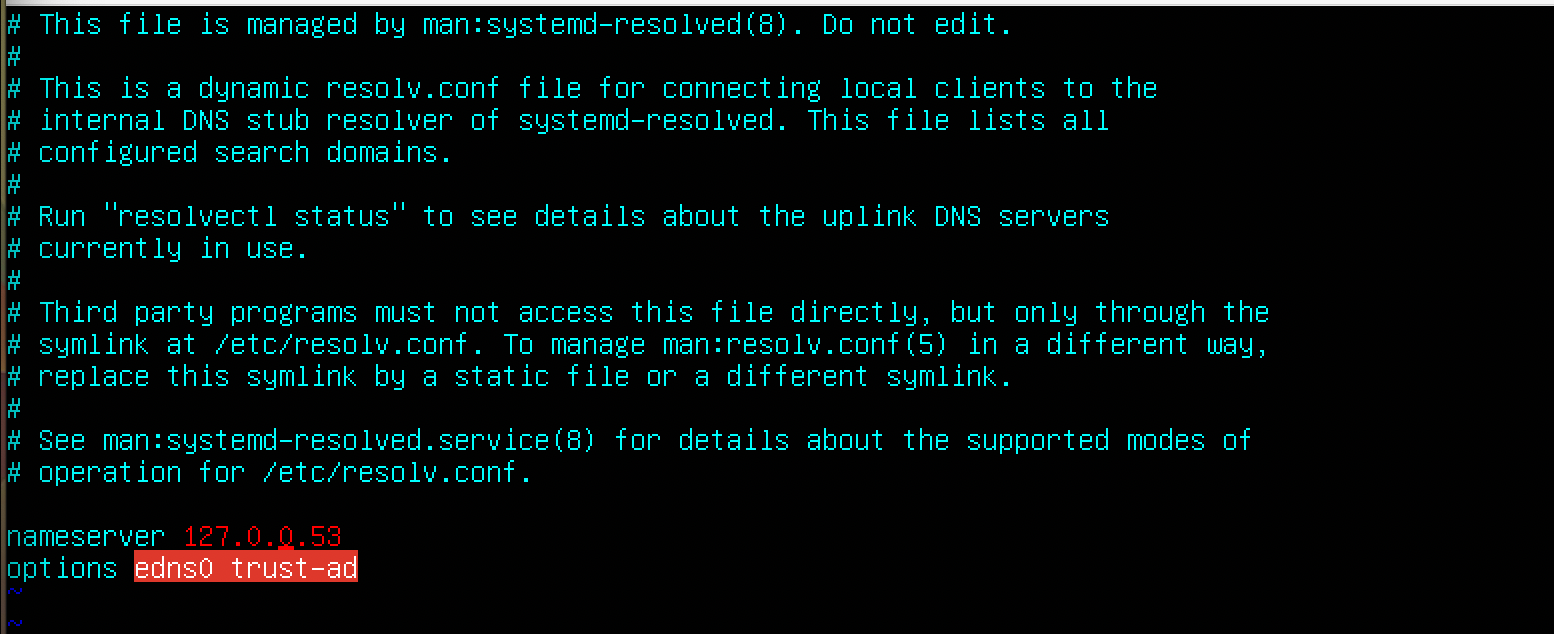 # This file is managed by man:systemd-resolved(8). Do not edit.
#
# This is a dynamic resolv.conf file for connecting local clients to the
# internal DNS stub resolver of systemd-resolved. This file lists all
# configured search domains.
#
# Run "resolvectl status" to see details about the uplink DNS servers
# currently in use.
#
# Third party programs must not access this file directly, but only through the
# symlink at /etc/resolv.conf. To manage man:resolv.conf(5) in a different way,
# replace this symlink by a static file or a different symlink.
#
# See man:systemd-resolved.service(8) for details about the supported modes of
# operation for /etc/resolv.conf.

nameserver 127.0.0.53
options edns0 trust-ad
~
~